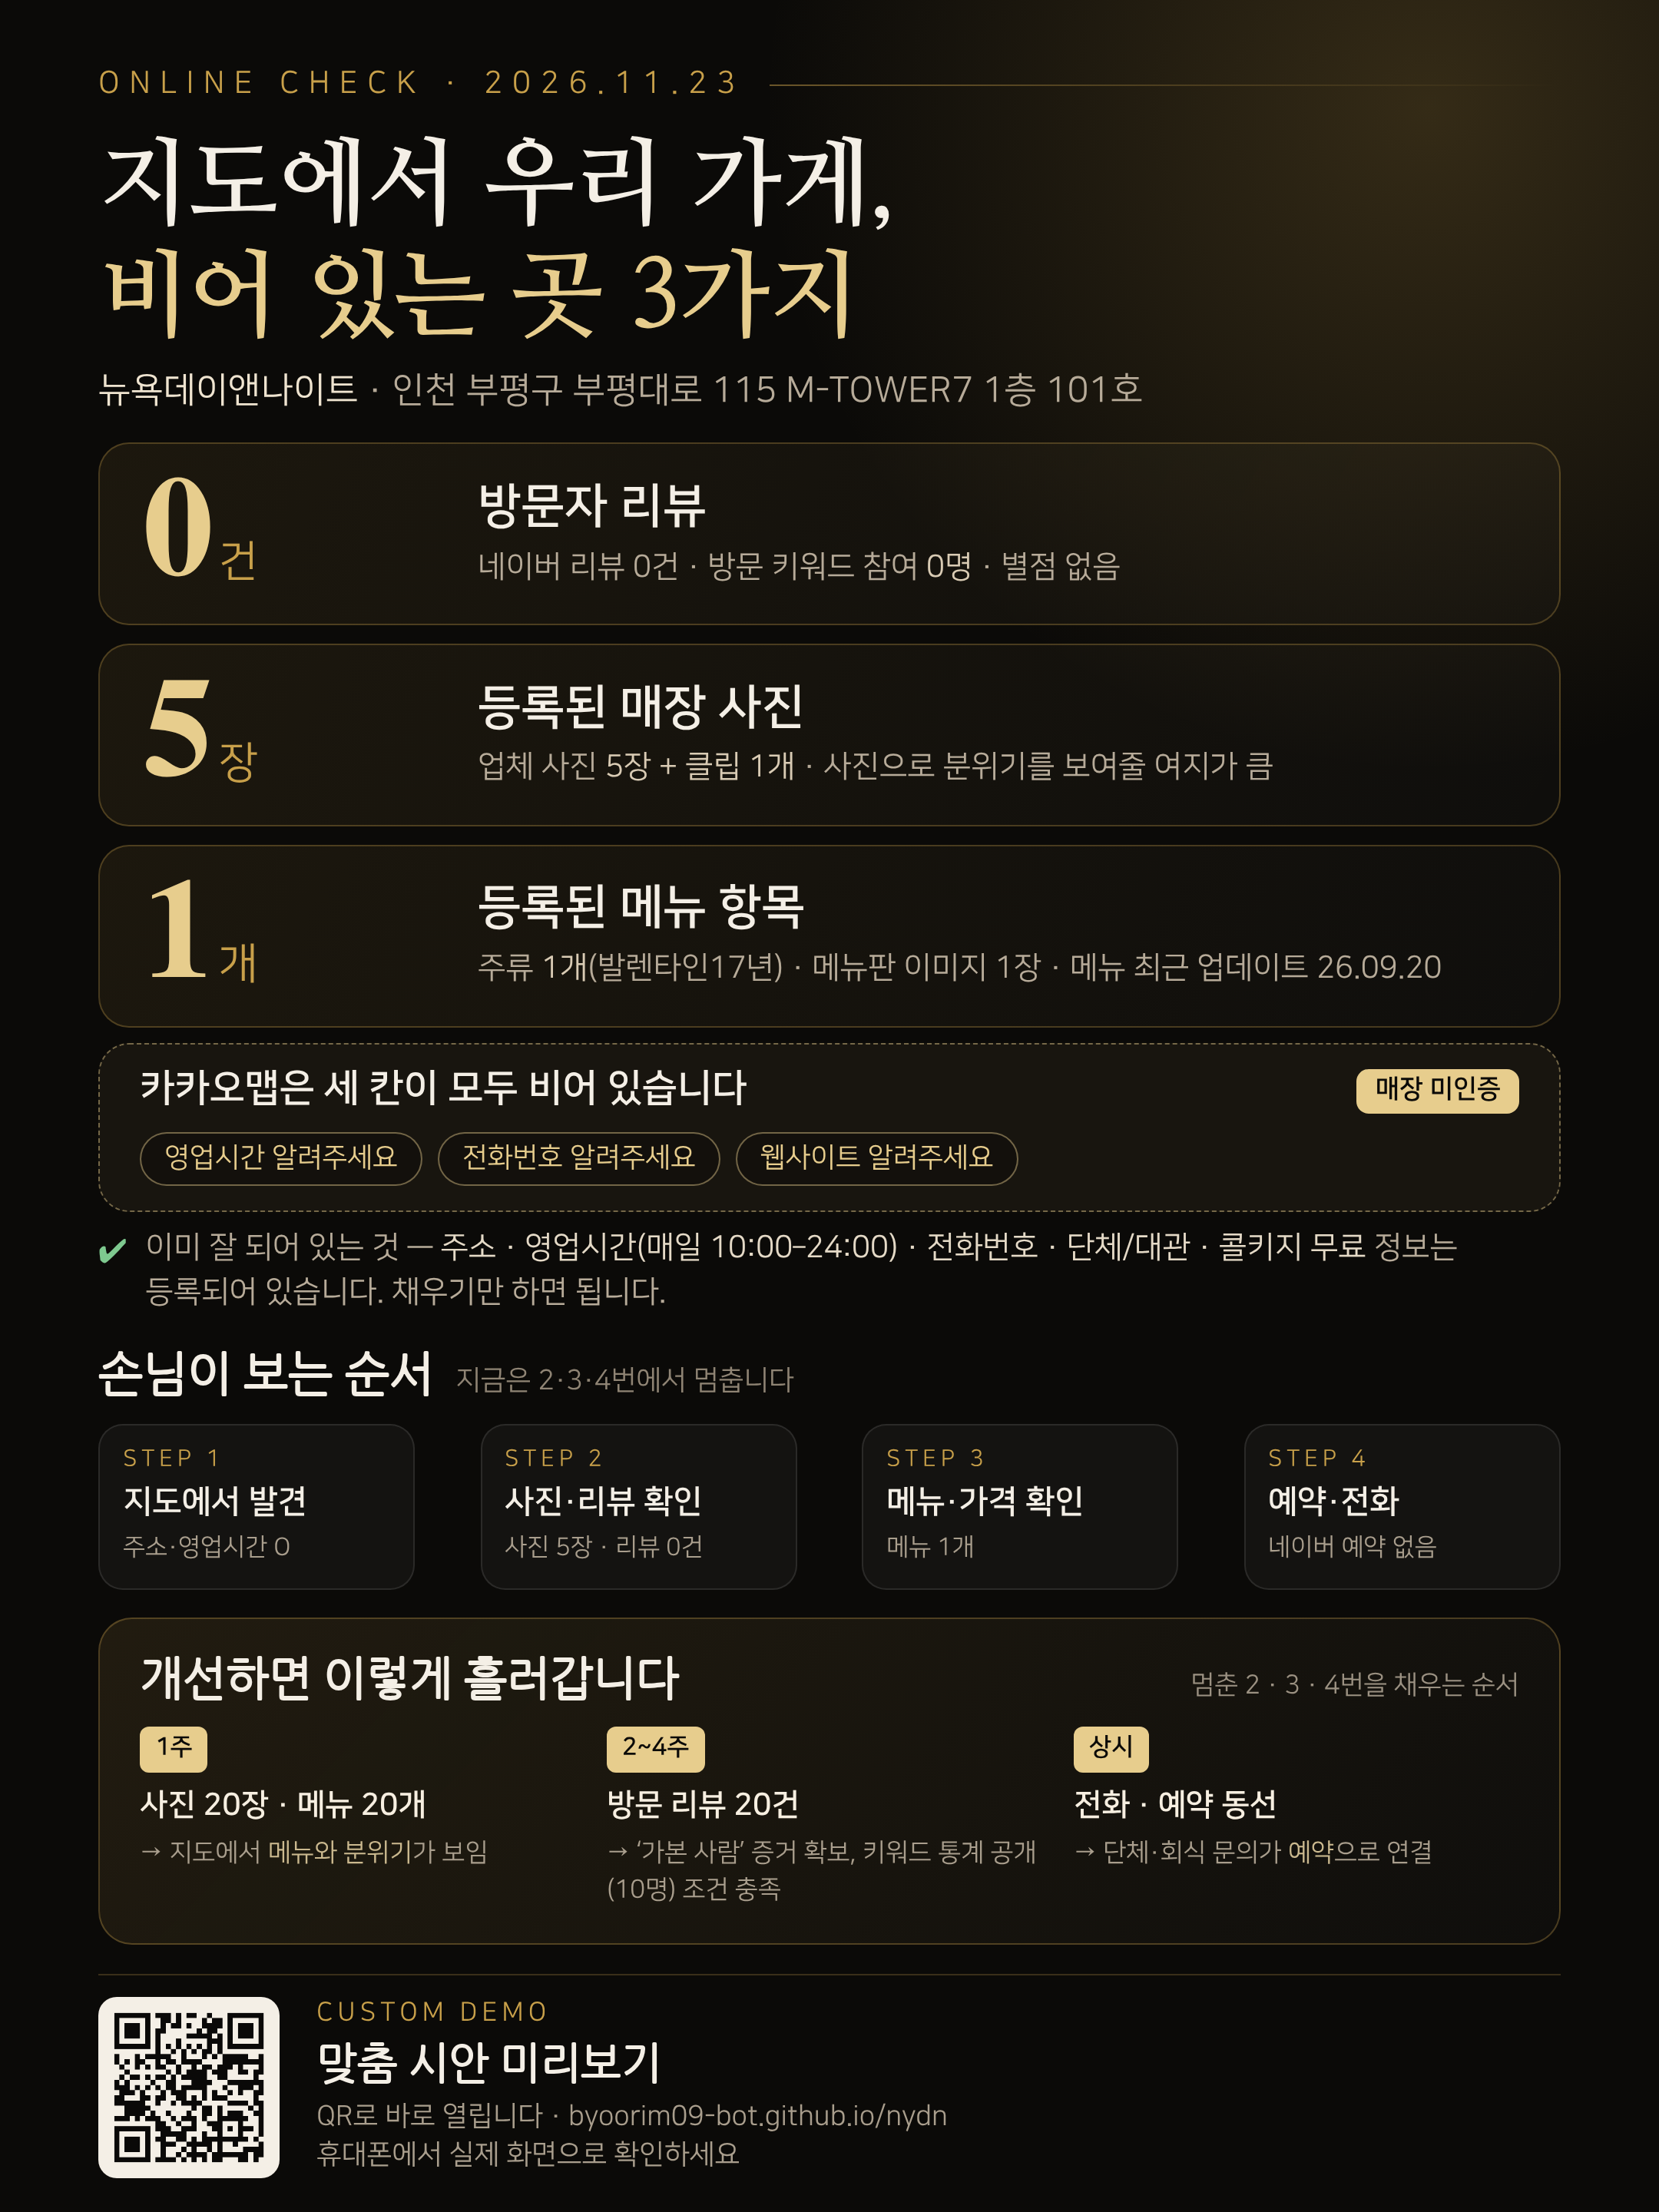 ONLINE CHECK · 2026.11.23
지도에서 우리 가게,
비어 있는 곳 3가지
뉴욕데이앤나이트 · 인천 부평구 부평대로 115 M-TOWER7 1층 101호
0건
방문자 리뷰
네이버 리뷰 0건 · 방문 키워드 참여 0명 · 별점 없음
5장
등록된 매장 사진
업체 사진 5장 + 클립 1개 · 사진으로 분위기를 보여줄 여지가 큼
1개
등록된 메뉴 항목
주류 1개(발렌타인17년) · 메뉴판 이미지 1장 · 메뉴 최근 업데이트 26.09.20
카카오맵은 세 칸이 모두 비어 있습니다
매장 미인증
영업시간 알려주세요
전화번호 알려주세요
웹사이트 알려주세요
✔ 이미 잘 되어 있는 것 — 주소 · 영업시간(매일 10:00–24:00) · 전화번호 · 단체/대관 · 콜키지 무료 정보는
등록되어 있습니다. 채우기만 하면 됩니다.
손님이 보는 순서 지금은 2·3·4번에서 멈춥니다
STEP 1
지도에서 발견
주소·영업시간 O
STEP 2
사진·리뷰 확인
사진 5장 · 리뷰 0건
STEP 3
메뉴·가격 확인
메뉴 1개
STEP 4
예약·전화
네이버 예약 없음
개선하면 이렇게 흘러갑니다
멈춘 2 · 3 · 4번을 채우는 순서
1주
사진 20장 · 메뉴 20개
→ 지도에서 메뉴와 분위기가 보임
2~4주
방문 리뷰 20건
→ ‘가본 사람’ 증거 확보, 키워드 통계 공개
(10명) 조건 충족
상시
전화 · 예약 동선
→ 단체·회식 문의가 예약으로 연결
CUSTOM DEMO
맞춤 시안 미리보기
QR로 바로 열립니다 · byoorim09-bot.github.io/nydn
휴대폰에서 실제 화면으로 확인하세요